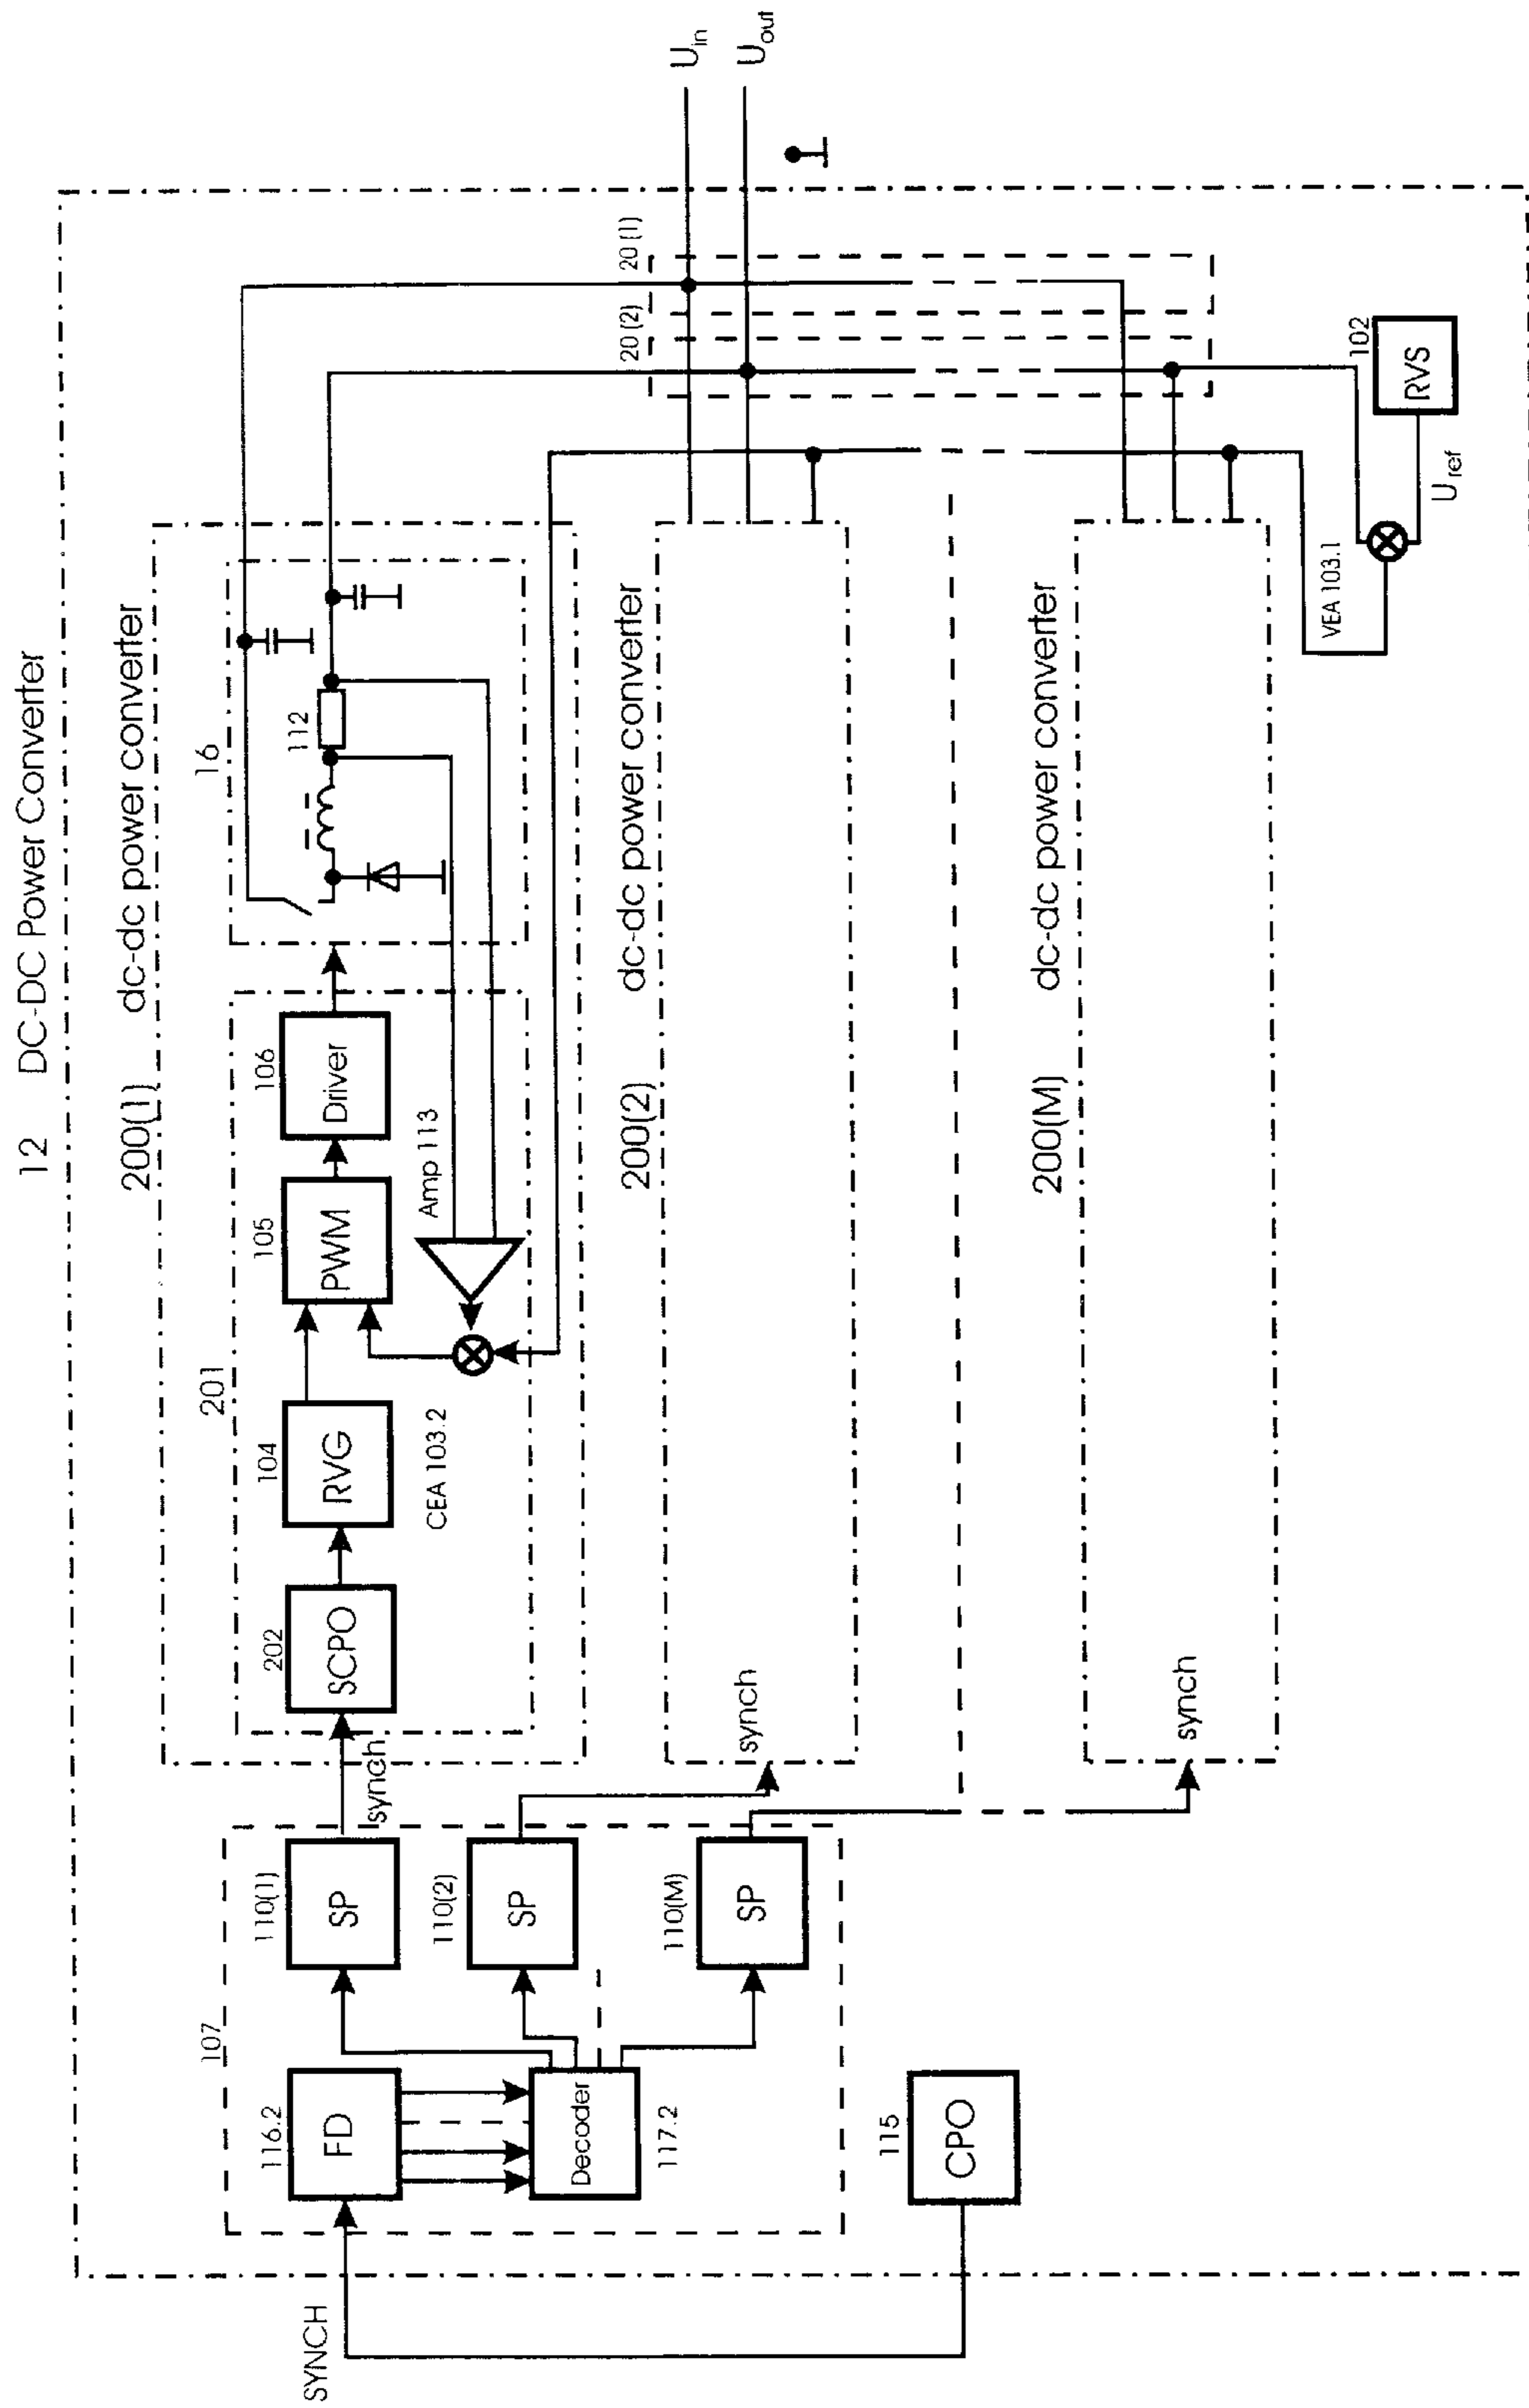 12 DC-DC Power Converter
200(1) dc-dc power converter
201
16
202
SCPO
104
RVG
105
PWM
106
Driver
112
CEA 103.2
Amp 113
synch
107
116.2
FD
110(1)
SP
110(2)
SP
110(M)
SP
Decoder
117.2
SYNCH
115
CPO
200(2) dc-dc power converter
synch
200(M) dc-dc power converter
synch
20 (2)
20 (1)
Uin
Uout
VEA 103.1
Uref
102
RVS